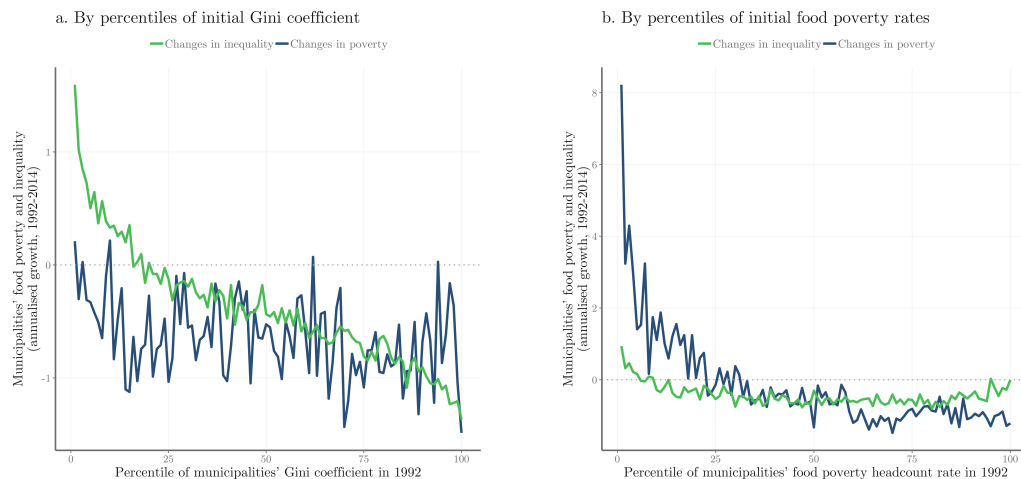 a. By percentiles of initial Gini coefficient
Changes in inequality Changes in poverty
Municipalities' food poverty and inequality
(annualised growth, 1992-2014)
1
0
-1
0 25 50 75 100
Percentile of municipalities' Gini coefficient in 1992
b. By percentiles of initial food poverty rates
Changes in inequality Changes in poverty
Municipalities' food poverty and inequality
(annualised growth, 1992-2014)
8
6
4
2
0
0 25 50 75 100
Percentile of municipalities' food poverty headcount rate in 1992